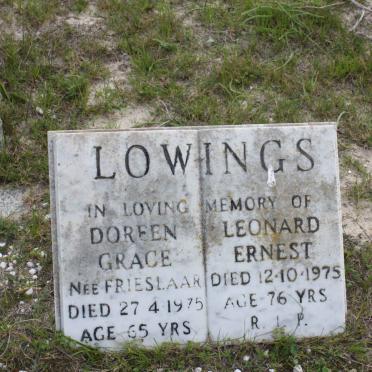 LOWINGS
IN LOVING MEMORY OF
DOREEN
GRACE
NÉE FRIESLAAR
DIED 27 4 1975
AGE 65 YRS
LEONARD
ERNEST
DIED 12·10·1975
AGE 76 YRS
R. I. P.